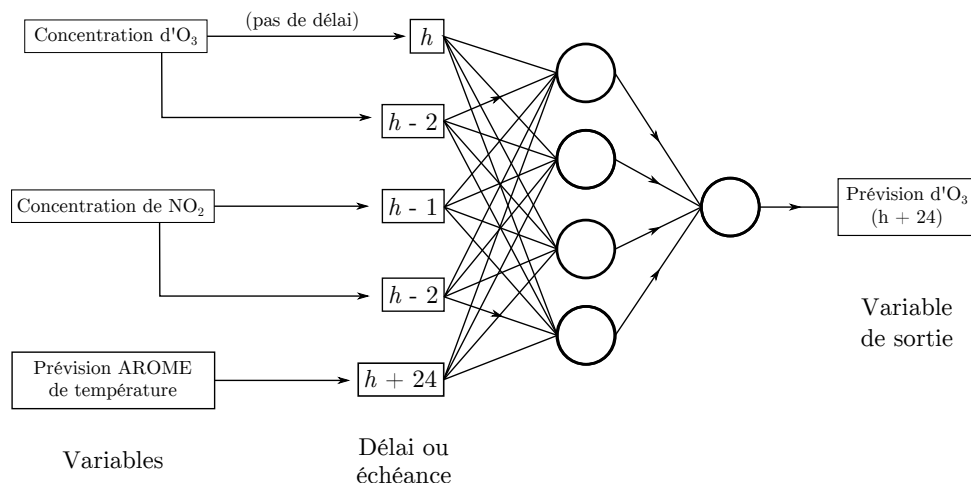 Concentration d'O₃
(pas de délai)
h
h - 2
Concentration de NO₂
h - 1
h - 2
Prévision AROME
de température
h + 24
Prévision d'O₃
(h + 24)
Variable
de sortie
Variables
Délai ou
échéance